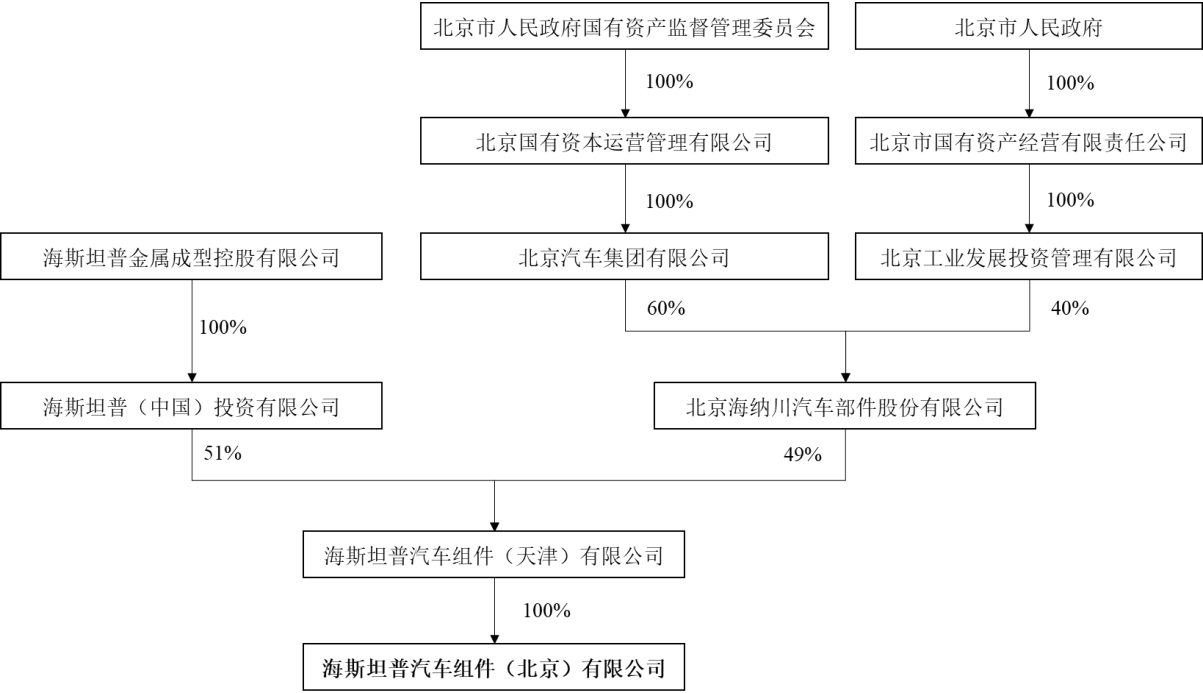 北京市人民政府国有资产监督管理委员会
北京市人民政府
100%
100%
北京国有资本运营管理有限公司
北京市国有资产经营有限责任公司
100%
100%
海斯坦普金属成型控股有限公司
北京汽车集团有限公司
北京工业发展投资管理有限公司
60%
40%
100%
海斯坦普（中国）投资有限公司
北京海纳川汽车部件股份有限公司
51%
49%
海斯坦普汽车组件（天津）有限公司
100%
海斯坦普汽车组件（北京）有限公司